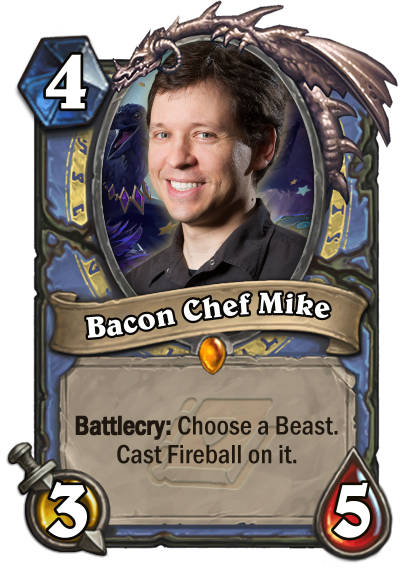 4
Bacon Chef Mike
Battlecry: Choose a Beast.
Cast Fireball on it.
3
5